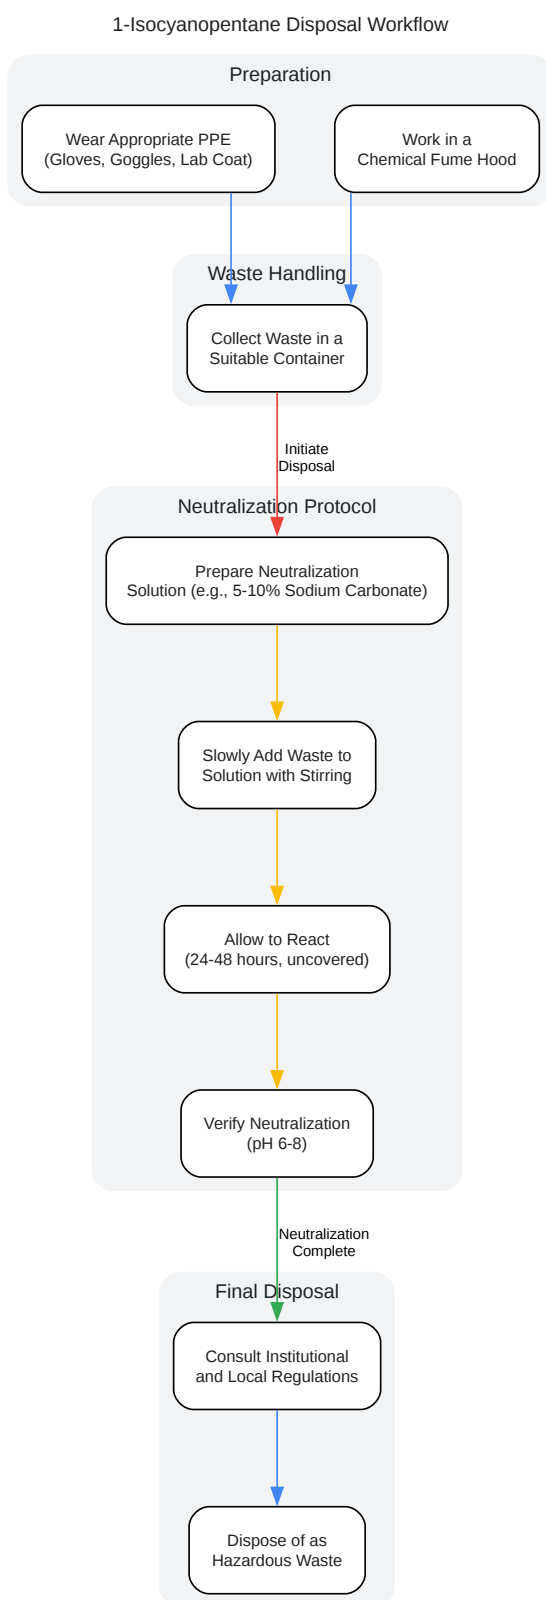 1-Isocyanopentane Disposal Workflow
Preparation
Wear Appropriate PPE
(Gloves, Goggles, Lab Coat)
Work in a
Chemical Fume Hood
Waste Handling
Collect Waste in a
Suitable Container
Initiate
Disposal
Neutralization Protocol
Prepare Neutralization
Solution (e.g., 5-10% Sodium Carbonate)
Slowly Add Waste to
Solution with Stirring
Allow to React
(24-48 hours, uncovered)
Verify Neutralization
(pH 6-8)
Neutralization
Complete
Final Disposal
Consult Institutional
and Local Regulations
Dispose of as
Hazardous Waste